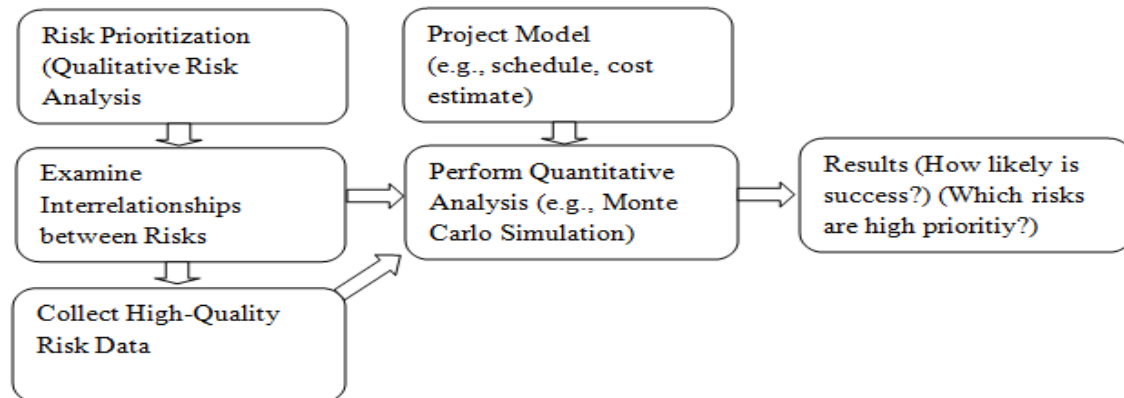 Risk Prioritization
(Qualitative Risk
Analysis
Project Model
(e.g., schedule, cost
estimate)
Examine
Interrelationships
between Risks
Perform Quantitative
Analysis (e.g., Monte
Carlo Simulation)
Results (How likely is
success?) (Which risks
are high prioritiy?)
Collect High-Quality
Risk Data